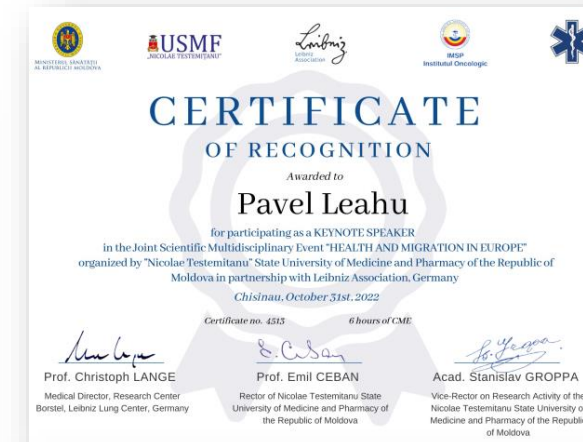 MINISTERUL SĂNĂTĂȚII
AL REPUBLICII MOLDOVA
USMF
„NICOLAE TESTEMIȚANU"
Leibniz
Leibniz
Association
IMSP
Institutul Oncologic
CERTIFICATE
OF RECOGNITION
Awarded to
Pavel Leahu
for participating as a KEYNOTE SPEAKER
in the Joint Scientific Multidisciplinary Event "HEALTH AND MIGRATION IN EUROPE"
organized by "Nicolae Testemitanu" State University of Medicine and Pharmacy of the Republic of
Moldova in partnership with Leibniz Association, Germany
Chisinau, October 31st, 2022
Certificate no. 4513 6 hours of CME
Prof. Christoph LANGE
Medical Director, Research Center
Borstel, Leibniz Lung Center, Germany
Prof. Emil CEBAN
Rector of Nicolae Testemitanu State
University of Medicine and Pharmacy of
the Republic of Moldova
Acad. Stanislav GROPPA
Vice-Rector on Research Activity of the
Nicolae Testemitanu State University of
Medicine and Pharmacy of the Republic
of Moldova